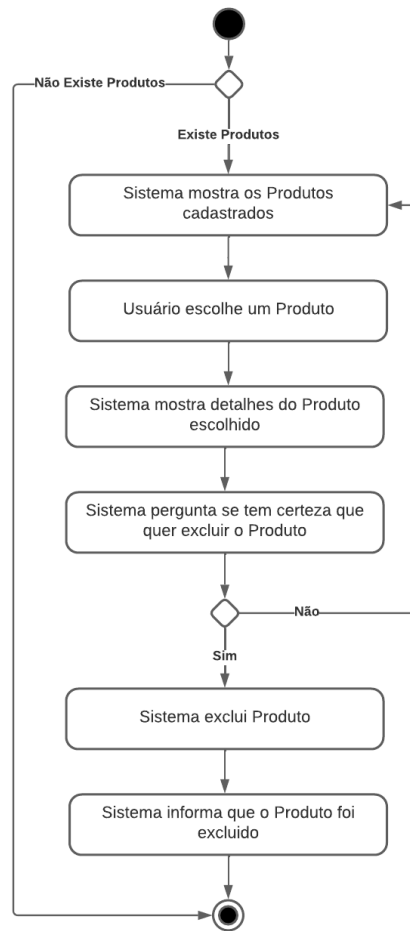 Não Existe Produtos
Existe Produtos
Sistema mostra os Produtos
cadastrados
Usuário escolhe um Produto
Sistema mostra detalhes do Produto
escolhido
Sistema pergunta se tem certeza que
quer excluir o Produto
Não
Sim
Sistema exclui Produto
Sistema informa que o Produto foi
excluido